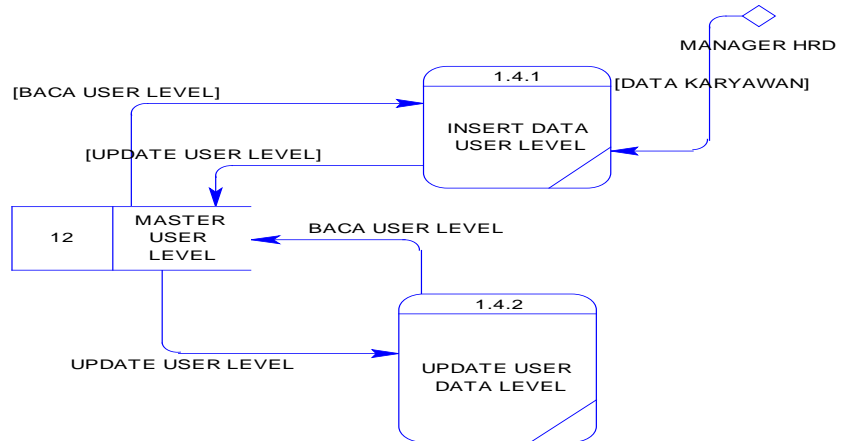 MANAGER HRD
1.4.1
[DATA KARYAWAN]
[BACA USER LEVEL]
INSERT DATA
USER LEVEL
[UPDATE USER LEVEL]
12
MASTER
USER
LEVEL
BACA USER LEVEL
1.4.2
UPDATE USER LEVEL
UPDATE USER
DATA LEVEL